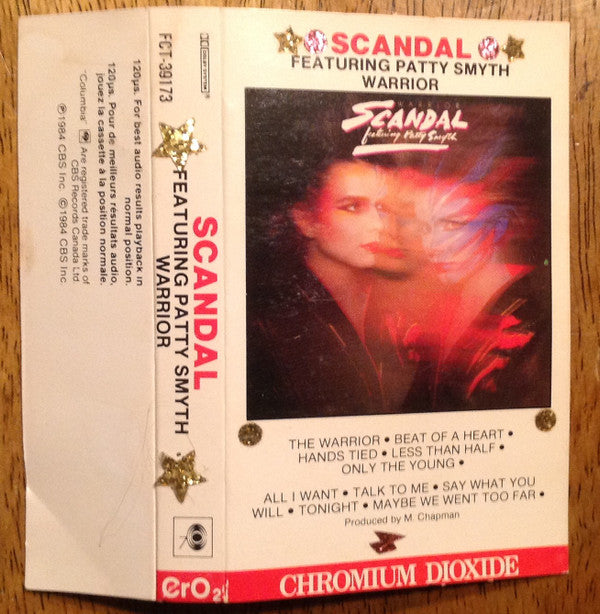 120µs. For best audio results playback in
normal position.
120µs. Pour de meilleurs résultats audio,
jouez la cassette à la position normale.
"Columbia" Are registered trade marks of
CBS Records Canada Ltd
℗1984 CBS Inc. ©1984 CBS Inc.
FCT-39173
DOLBY SYSTEM ®
SCANDAL
FEATURING PATTY SMYTH
WARRIOR
CrO2
SCANDAL
FEATURING PATTY SMYTH
WARRIOR
WARRIOR
SCANDAL
featuring Patty Smyth
THE WARRIOR • BEAT OF A HEART •
HANDS TIED • LESS THAN HALF •
ONLY THE YOUNG •
ALL I WANT • TALK TO ME • SAY WHAT YOU
WILL • TONIGHT • MAYBE WE WENT TOO FAR •
Produced by M. Chapman
CHROMIUM DIOXIDE